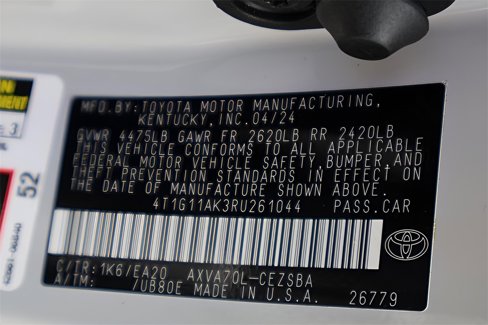 MFD.BY:TOYOTA MOTOR MANUFACTURING,
KENTUCKY,INC.04/24
GVWR 4475LB GAWR FR 2620LB RR 2420LB
THIS VEHICLE CONFORMS TO ALL APPLICABLE
FEDERAL MOTOR VEHICLE SAFETY,BUMPER,AND
THEFT PREVENTION STANDARDS IN EFFECT ON
THE DATE OF MANUFACTURE SHOWN ABOVE.
4T1G11AK3RU261044 PASS.CAR
C/TR:1K6/EA20 AXVA70L-CEZSBA
A/TM: 7UB80E MADE IN U.S.A. 26779
3
52